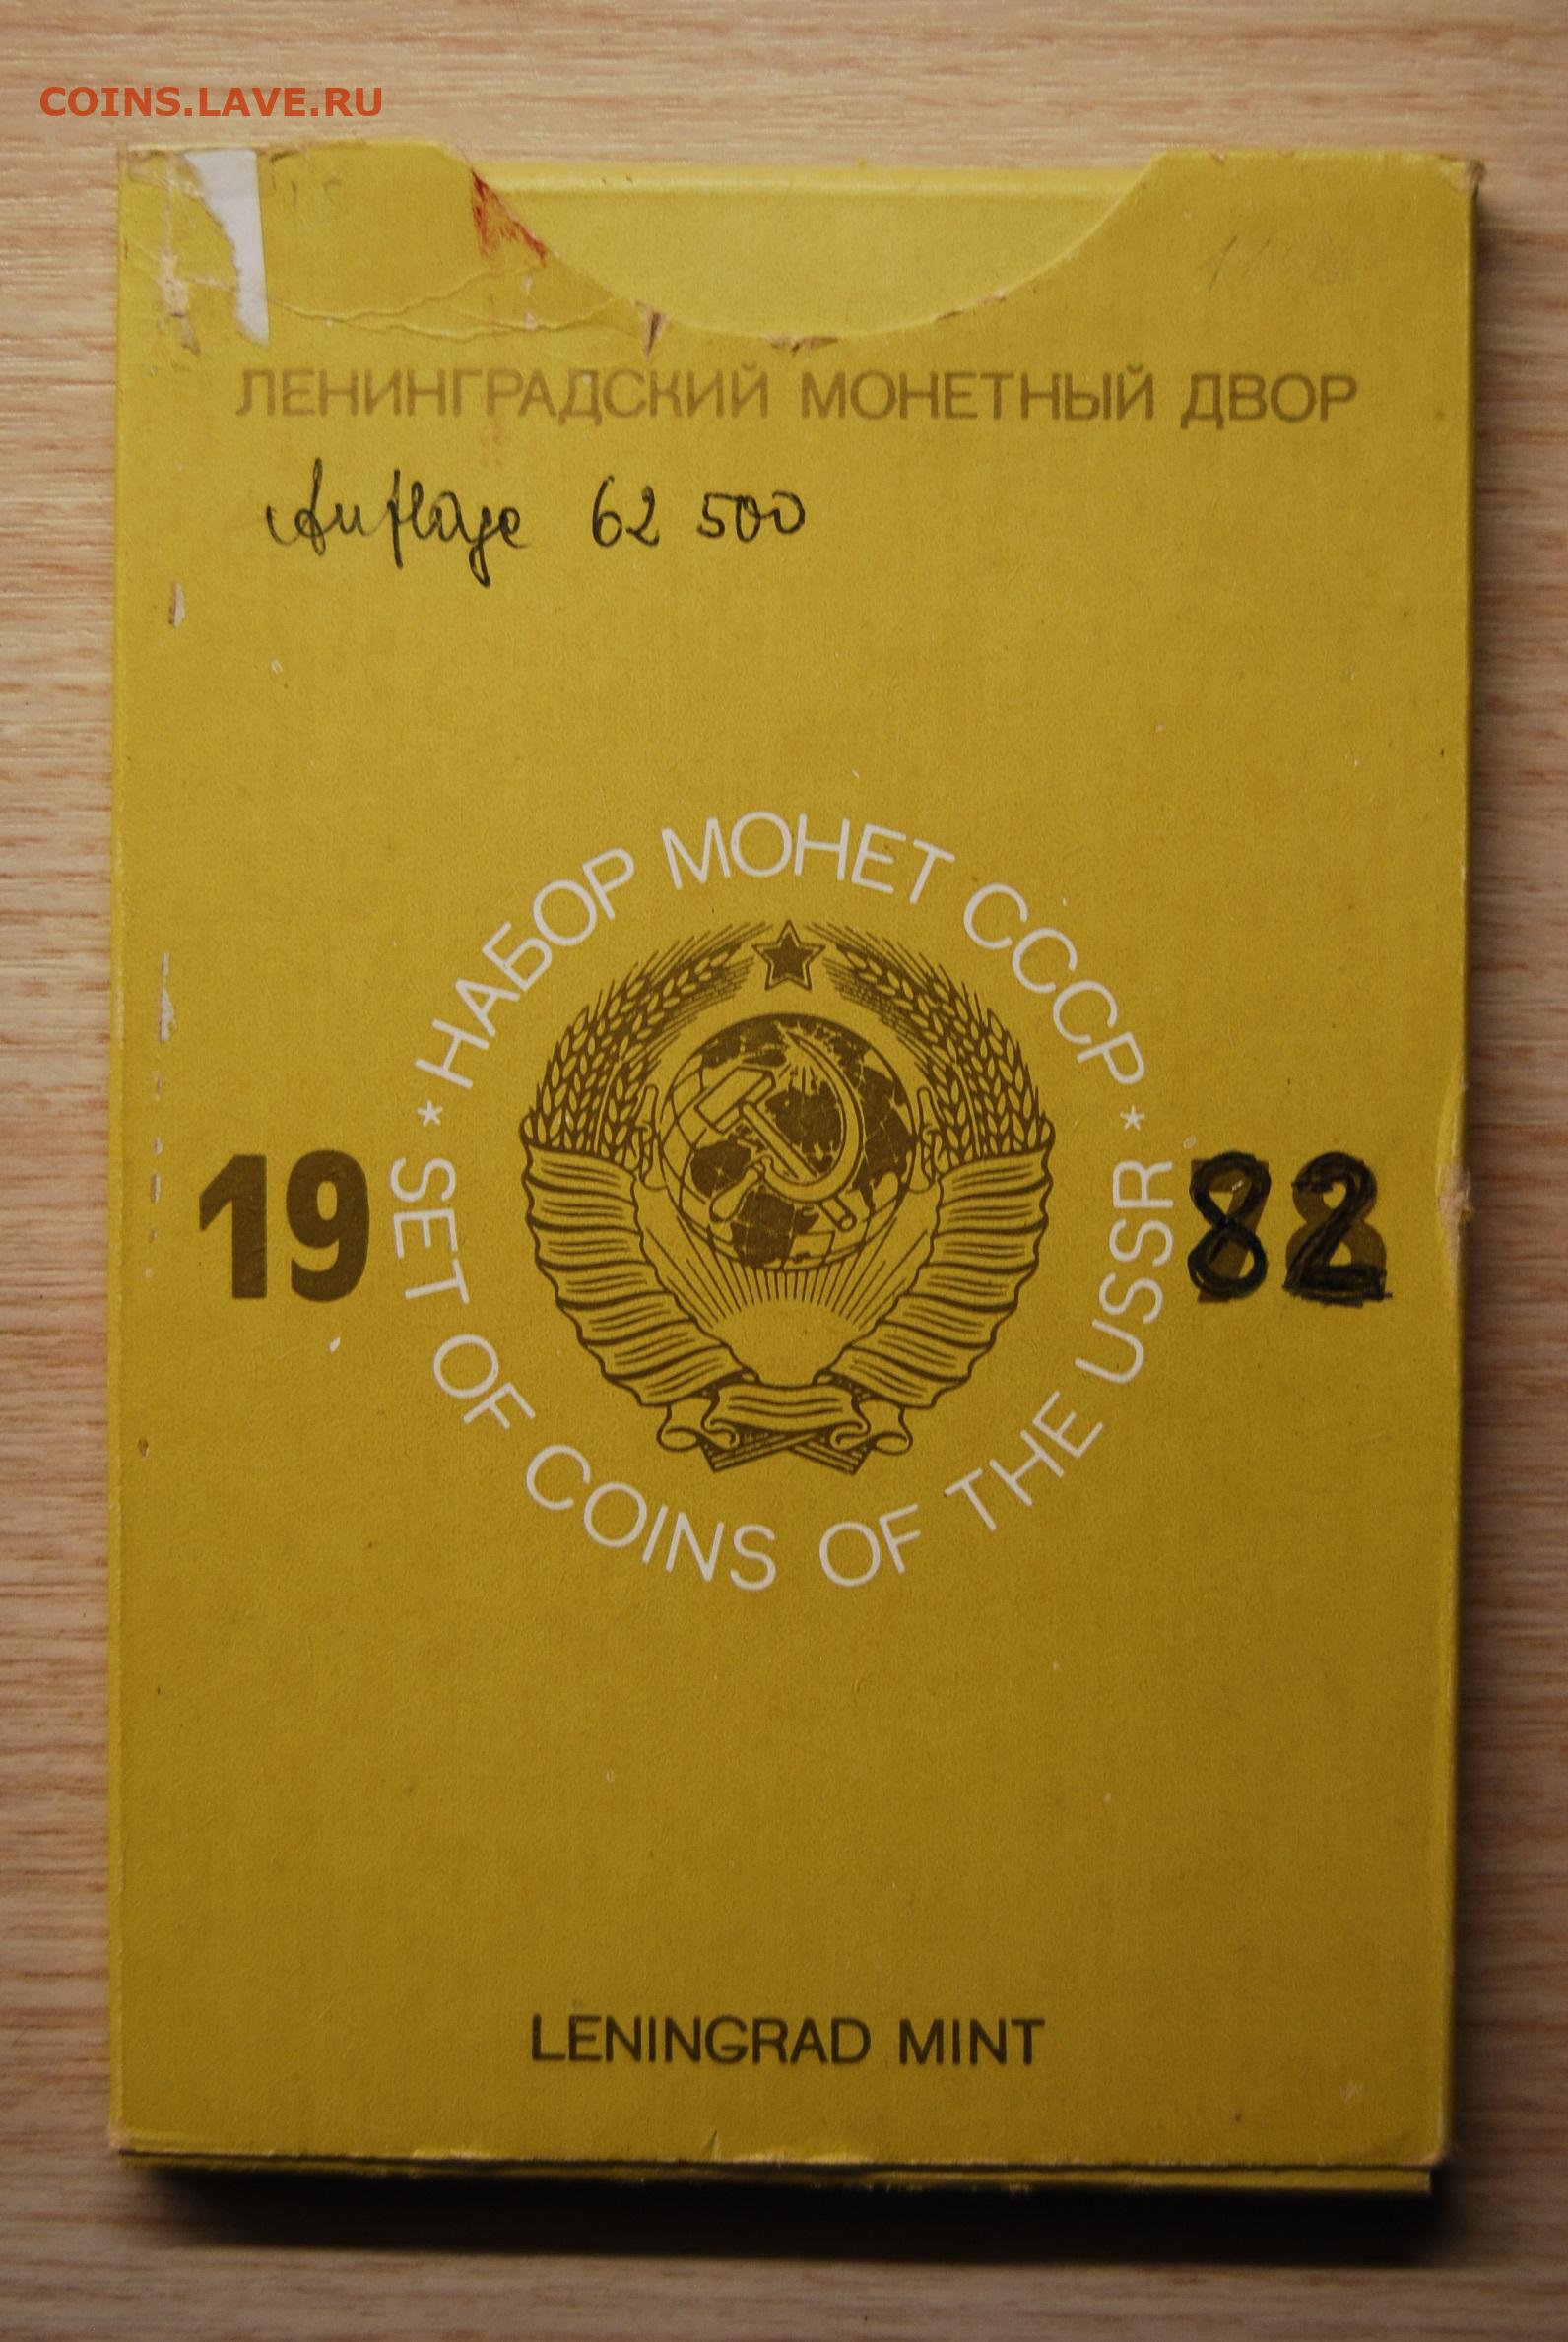 COINS.LAVE.RU
ЛЕНИНГРАДСКИЙ МОНЕТНЫЙ ДВОР
Auflage 62 500
* НАБОР МОНЕТ СССР *
19 82
SET OF COINS OF THE USSR
LENINGRAD MINT